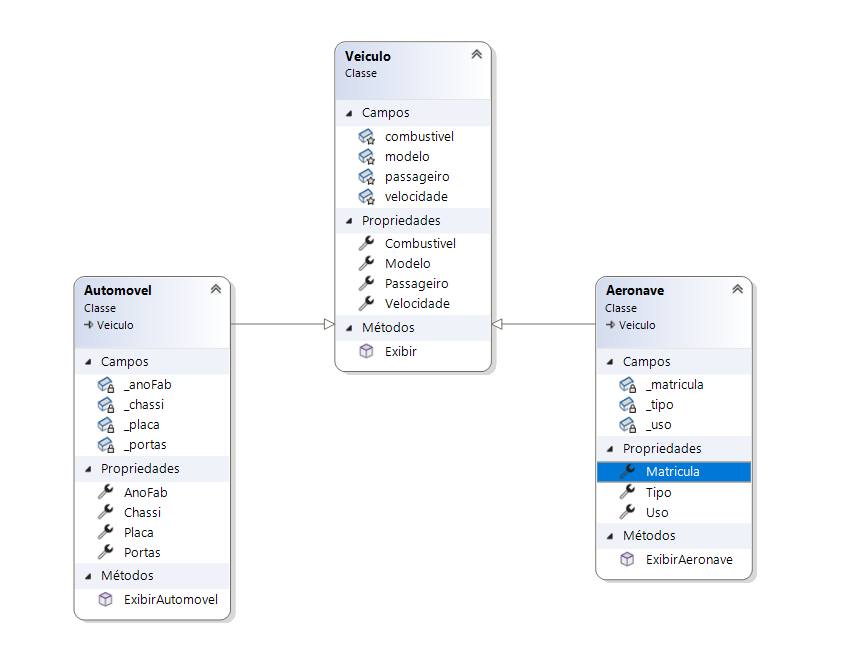 Veiculo
Classe
Campos
combustivel
modelo
passageiro
velocidade
Propriedades
Combustivel
Modelo
Passageiro
Velocidade
Métodos
Exibir
Automovel
Classe
Veiculo
Campos
_anoFab
_chassi
_placa
_portas
Propriedades
AnoFab
Chassi
Placa
Portas
Métodos
ExibirAutomovel
Aeronave
Classe
Veiculo
Campos
_matricula
_tipo
_uso
Propriedades
Matricula
Tipo
Uso
Métodos
ExibirAeronave